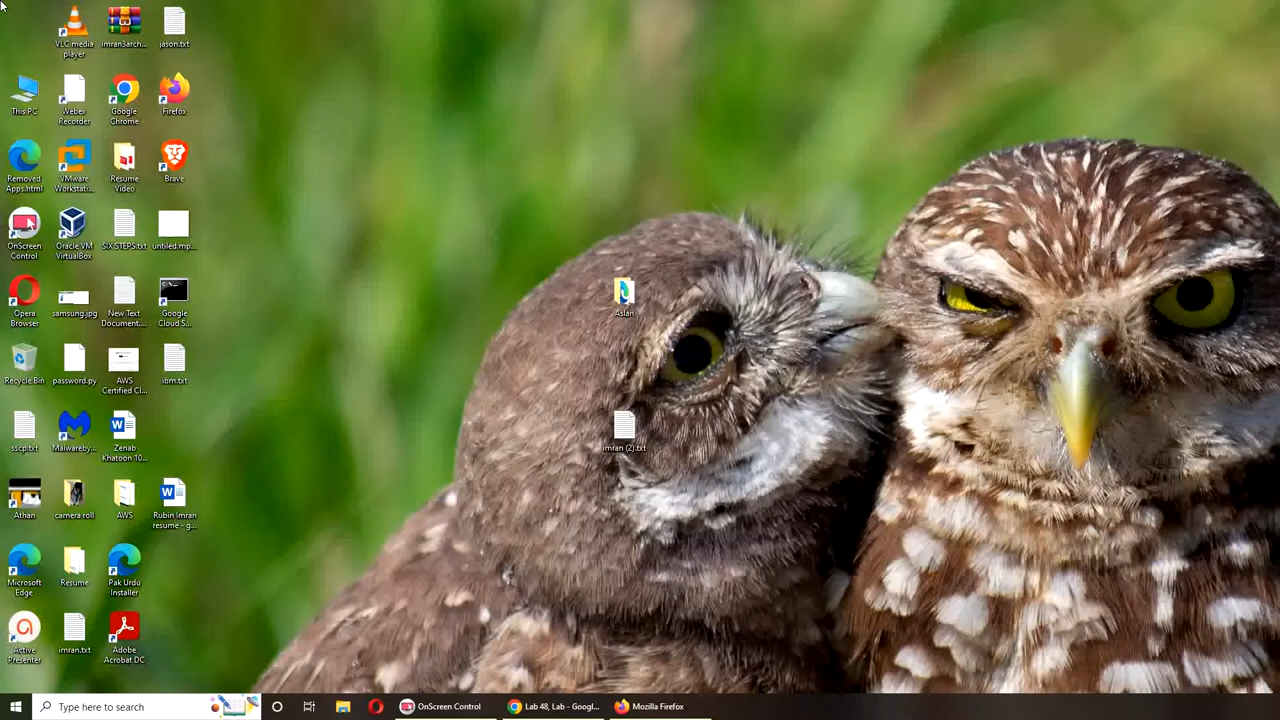 VLC media
player
imran3arch...
jason.txt
This PC
Webex
Recorder
Google
Chrome
Firefox
Removed
Apps.html
VMware
Workstati...
Resume
Video
Brave
OnScreen
Control
Oracle VM
VirtualBox
SIX STEPS.txt
untiled.mp...
Opera
Browser
samsung.jpg
New Text
Document...
Google
Cloud S...
Aslan
Recycle Bin
password.py
AWS
Certified Cl...
ibm.txt
sscp.txt
Malwareby...
Zenab
Khatoon 10...
imran (2).txt
Athan
camera roll
AWS
Rubin Imran
resume - g...
Microsoft
Edge
Resume
Pak Urdu
Installer
Active
Presenter
imran.txt
Adobe
Acrobat DC
Type here to search
OnScreen Control
Lab 48, Lab - Googl...
Mozilla Firefox